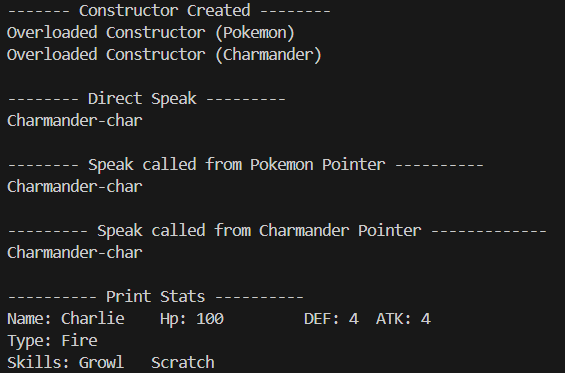 ------- Constructor Created --------
Overloaded Constructor (Pokemon)
Overloaded Constructor (Charmander)
-------- Direct Speak ---------
Charmander-char
-------- Speak called from Pokemon Pointer ----------
Charmander-char
--------- Speak called from Charmander Pointer -------------
Charmander-char
---------- Print Stats ----------
Name: Charlie    Hp: 100         DEF: 4  ATK: 4
Type: Fire
Skills: Growl   Scratch